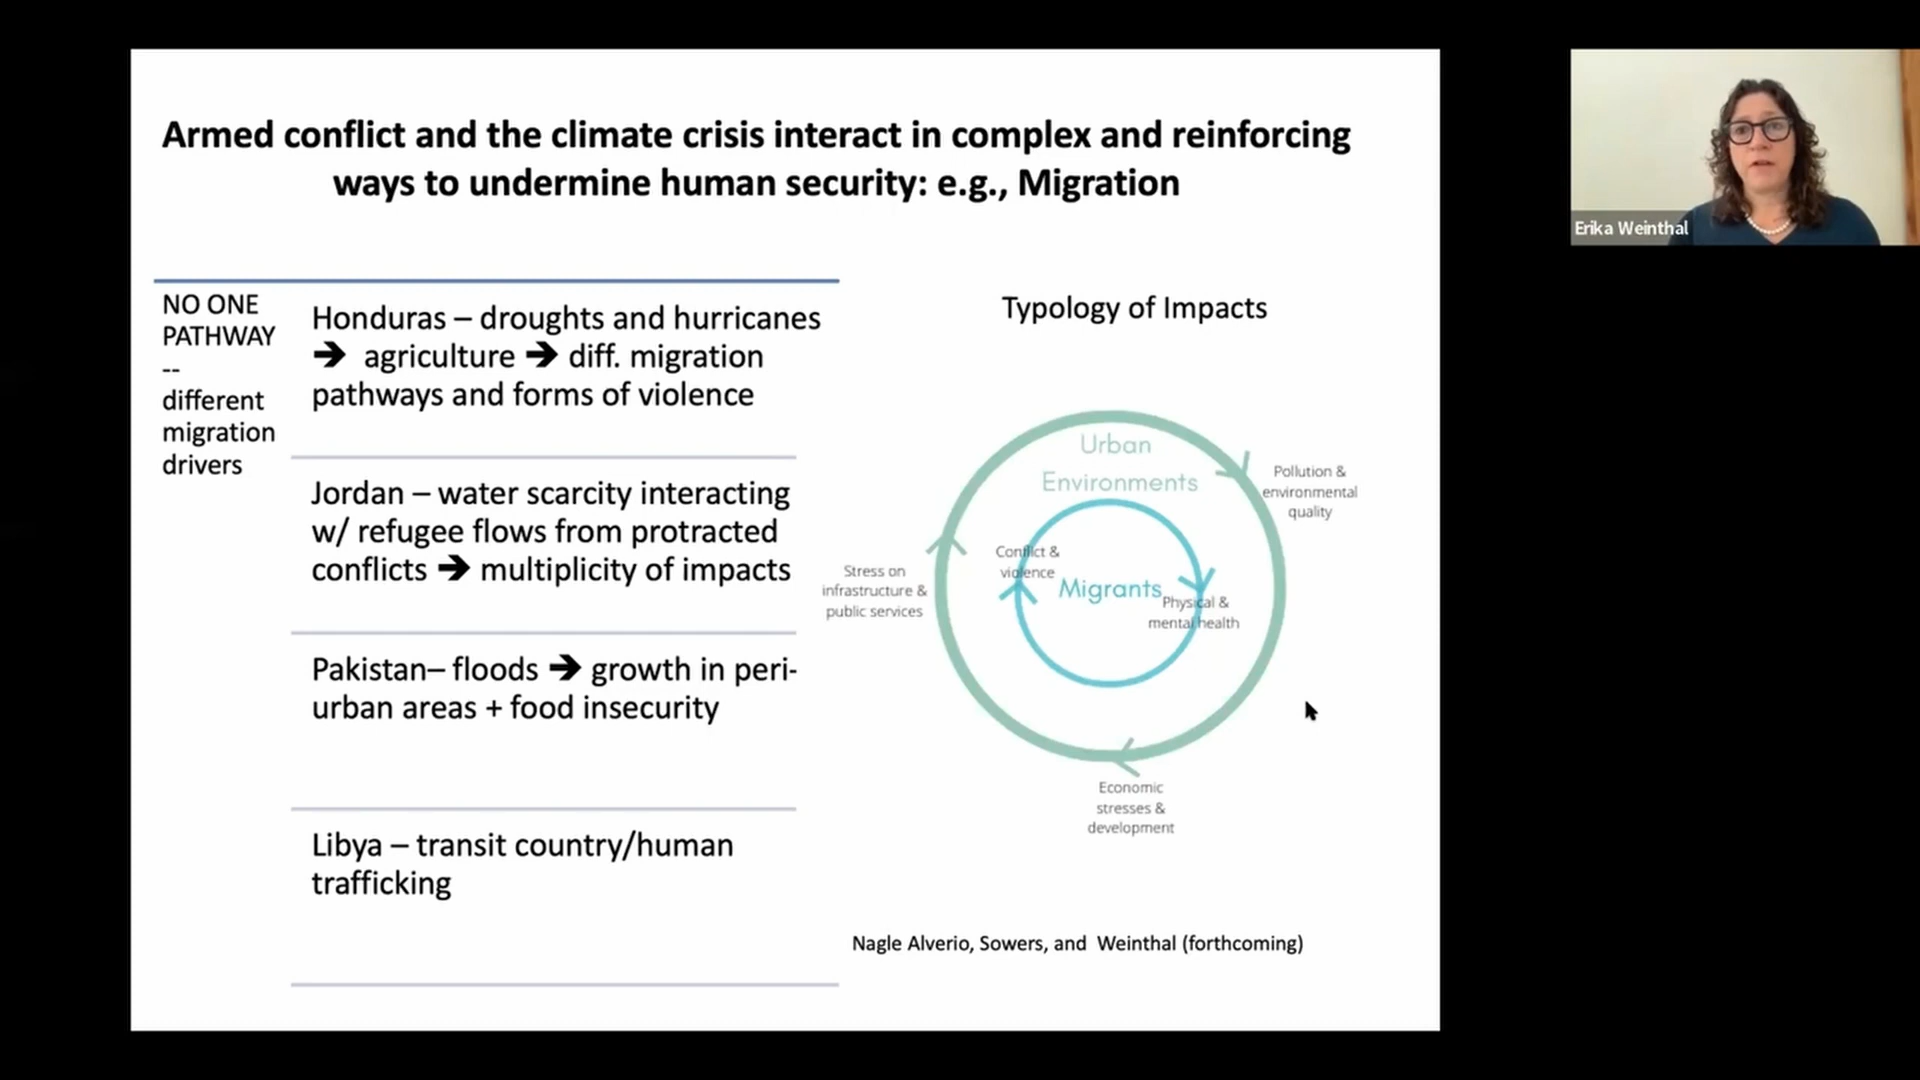 Armed conflict and the climate crisis interact in complex and reinforcing
ways to undermine human security: e.g., Migration
NO ONE
PATHWAY
--
different
migration
drivers
Honduras – droughts and hurricanes
➔ agriculture ➔ diff. migration
pathways and forms of violence
Jordan – water scarcity interacting
w/ refugee flows from protracted
conflicts ➔ multiplicity of impacts
Pakistan– floods ➔ growth in peri-
urban areas + food insecurity
Libya – transit country/human
trafficking
Typology of Impacts
Urban
Environments
Pollution &
environmental
quality
Conflict &
violence
Migrants
Physical &
mental health
Stress on
infrastructure &
public services
Economic
stresses &
development
Nagle Alverio, Sowers, and Weinthal (forthcoming)
Erika Weinthal